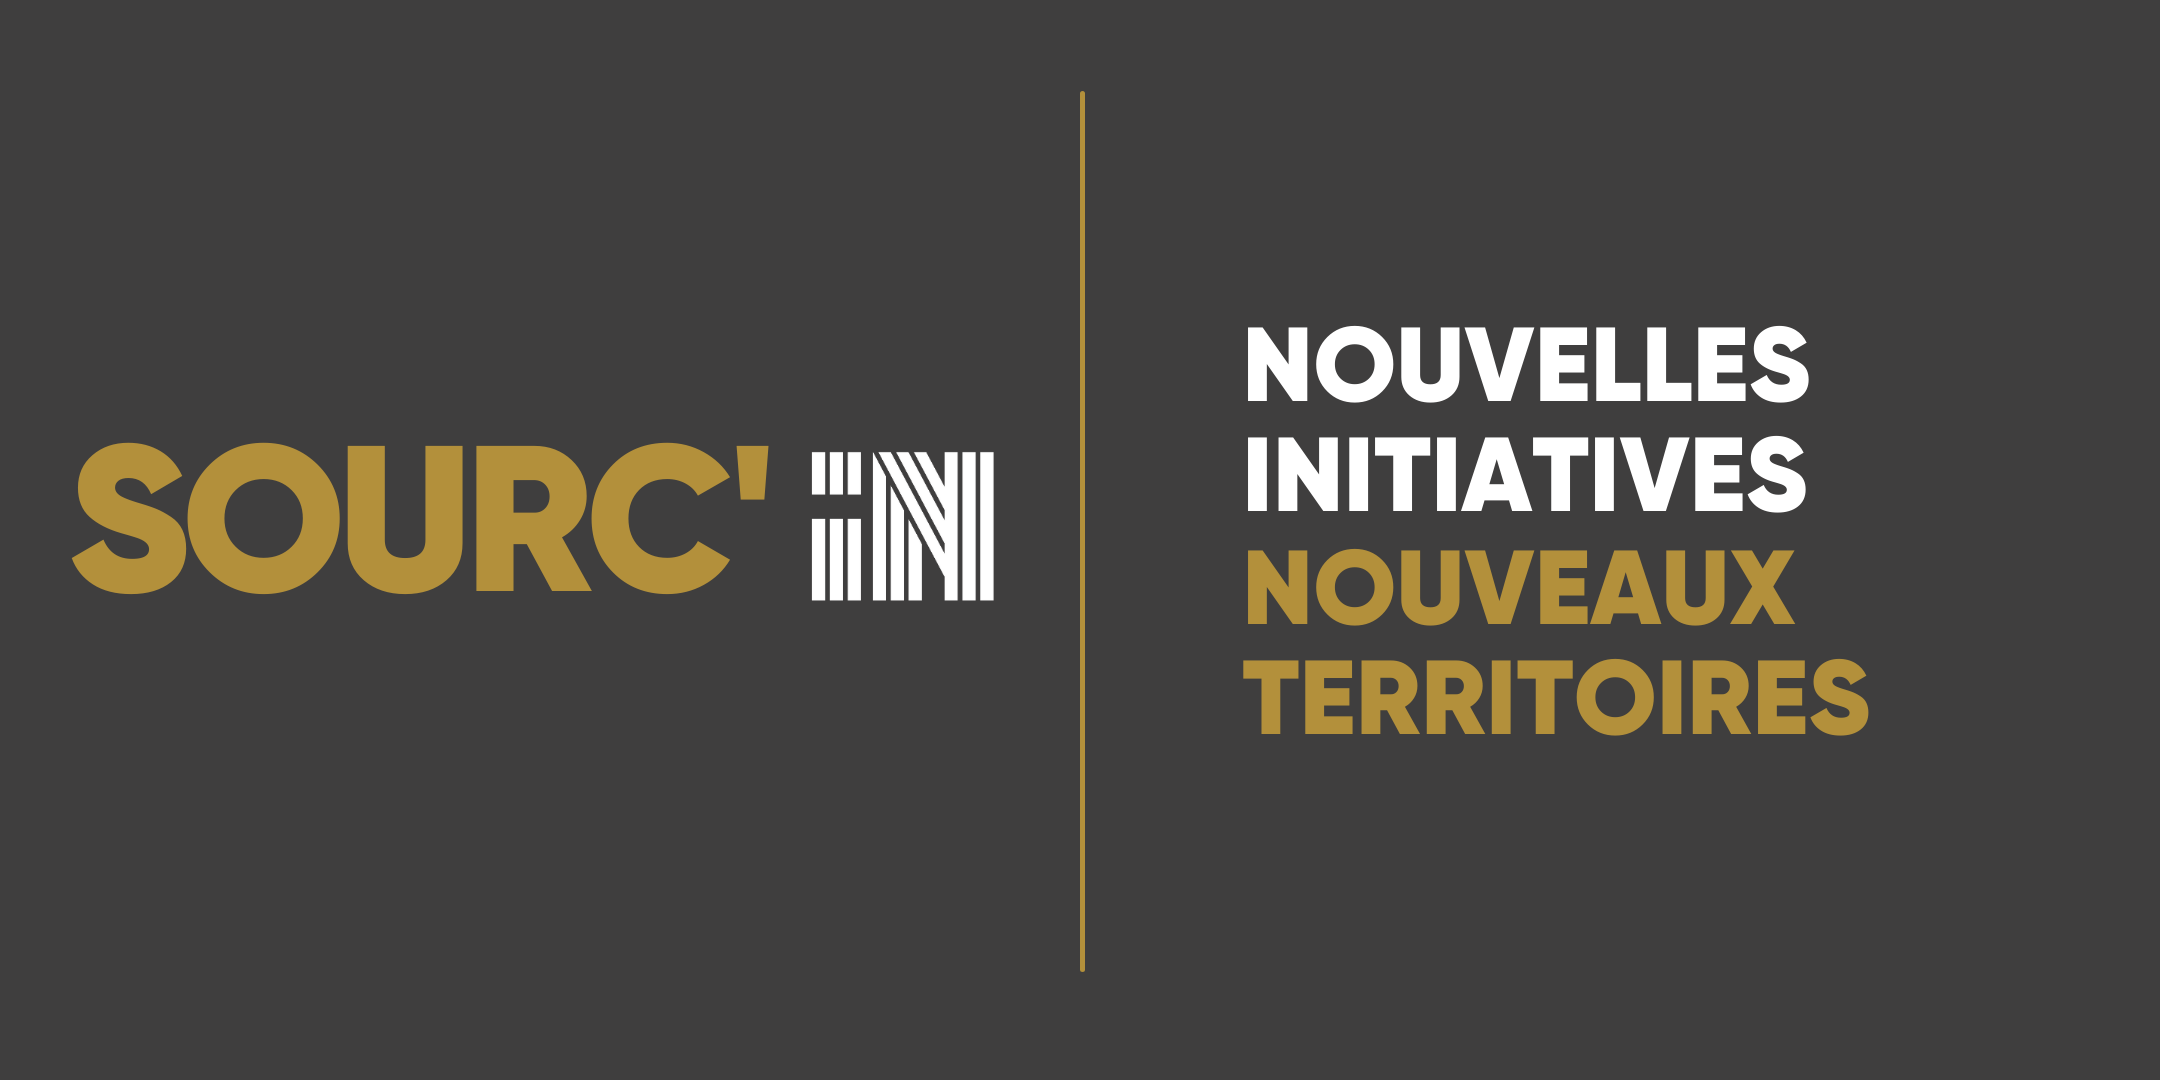 SOURC' iN
NOUVELLES
INITIATIVES
NOUVEAUX
TERRITOIRES